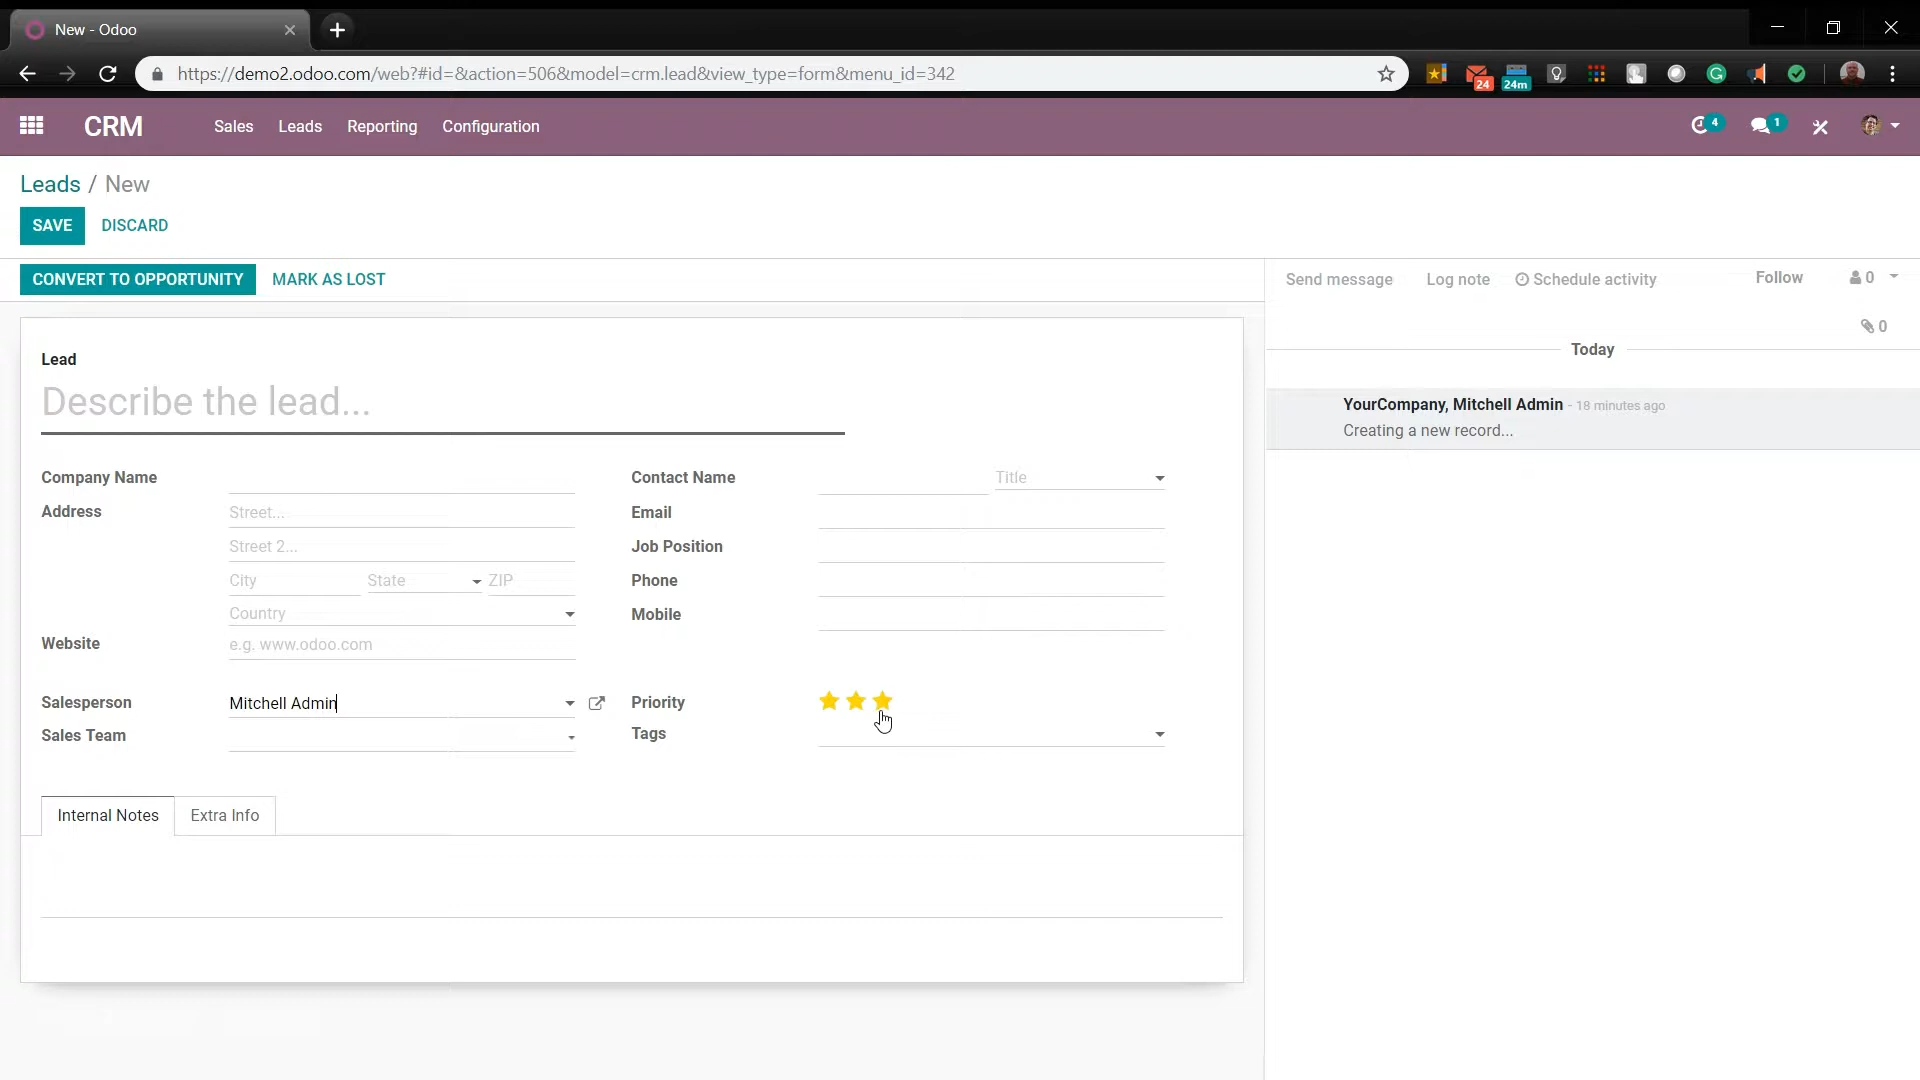 New - Odoo
https://demo2.odoo.com/web?#id=&action=506&model=crm.lead&view_type=form&menu_id=342
24
24m
CRM
Sales
Leads
Reporting
Configuration
4
1
Leads / New
SAVE
DISCARD
CONVERT TO OPPORTUNITY
MARK AS LOST
Send message
Log note
Schedule activity
Follow
0
0
Today
YourCompany, Mitchell Admin - 18 minutes ago
Creating a new record...
Lead
Describe the lead...
Company Name
Address
Street...
Street 2...
City
State
ZIP
Country
Website
e.g. www.odoo.com
Contact Name
Title
Email
Job Position
Phone
Mobile
Salesperson
Mitchell Admin
Sales Team
Priority
Tags
Internal Notes
Extra Info